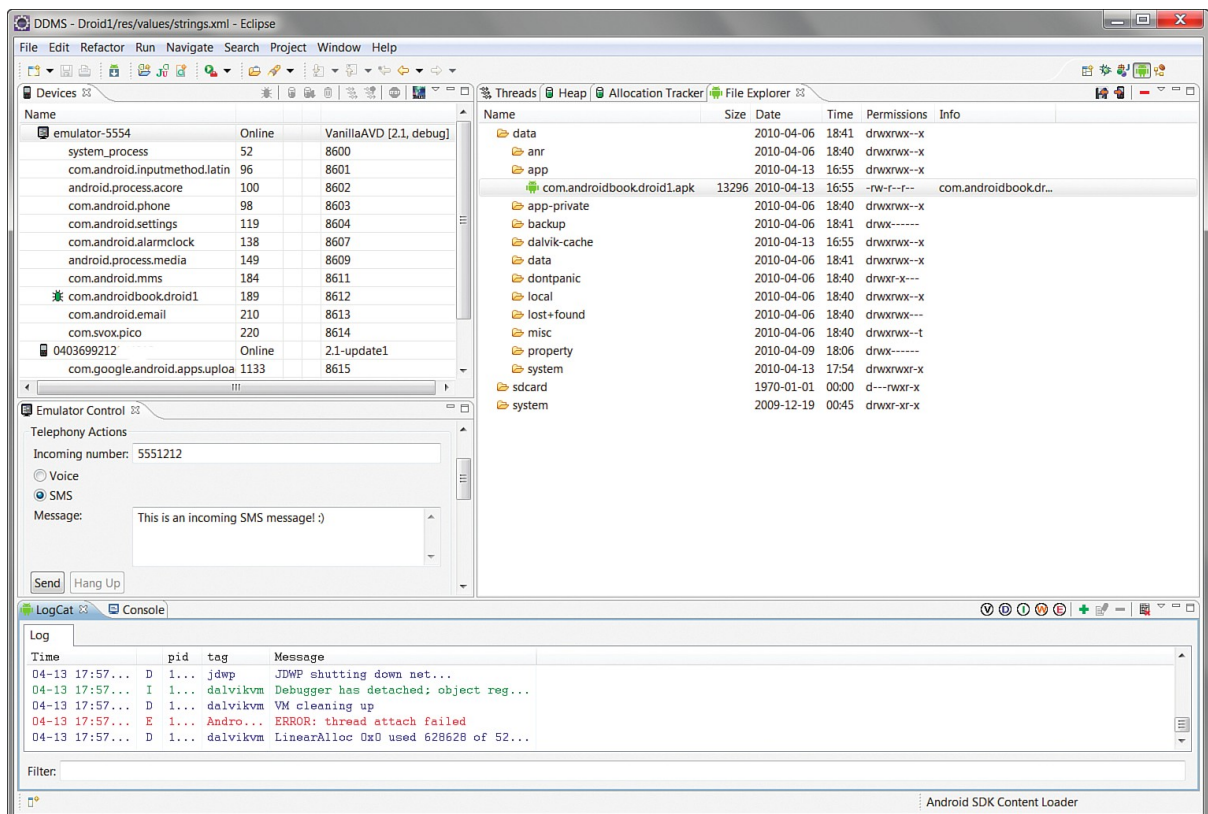 DDMS - Droid1/res/values/strings.xml - Eclipse
File Edit Refactor Run Navigate Search Project Window Help
Devices
Name
emulator-5554 Online VanillaAVD [2.1, debug]
system_process 52 8600
com.android.inputmethod.latin 96 8601
android.process.acore 100 8602
com.android.phone 98 8603
com.android.settings 119 8604
com.android.alarmclock 138 8607
android.process.media 149 8609
com.android.mms 184 8611
com.androidbook.droid1 189 8612
com.android.email 210 8613
com.svox.pico 220 8614
0403699212 Online 2.1-update1
com.google.android.apps.uploa 1133 8615
Emulator Control
Telephony Actions
Incoming number: 5551212
Voice
SMS
Message: This is an incoming SMS message! :)
Send Hang Up
Threads Heap Allocation Tracker File Explorer
Name Size Date Time Permissions Info
data 2010-04-06 18:41 drwxrwx--x
anr 2010-04-06 18:40 drwxrwx--x
app 2010-04-13 16:55 drwxrwx--x
com.androidbook.droid1.apk 13296 2010-04-13 16:55 -rw-r--r-- com.androidbook.dr...
app-private 2010-04-06 18:40 drwxrwx--x
backup 2010-04-06 18:41 drwx------
dalvik-cache 2010-04-13 16:55 drwxrwx--x
data 2010-04-06 18:41 drwxrwx--x
dontpanic 2010-04-06 18:40 drwxr-x---
local 2010-04-06 18:40 drwxrwx--x
lost+found 2010-04-06 18:40 drwxrwx---
misc 2010-04-06 18:40 drwxrwx--t
property 2010-04-09 18:06 drwx------
system 2010-04-13 17:54 drwxrwxr-x
sdcard 1970-01-01 00:00 d---rwxr-x
system 2009-12-19 00:45 drwxr-xr-x
LogCat Console
V D I W E
Log
Time pid tag Message
04-13 17:57... D 1... jdwp JDWP shutting down net...
04-13 17:57... I 1... dalvikvm Debugger has detached; object reg...
04-13 17:57... D 1... dalvikvm VM cleaning up
04-13 17:57... E 1... Andro... ERROR: thread attach failed
04-13 17:57... D 1... dalvikvm LinearAlloc 0x0 used 628628 of 52...
Filter:
Android SDK Content Loader